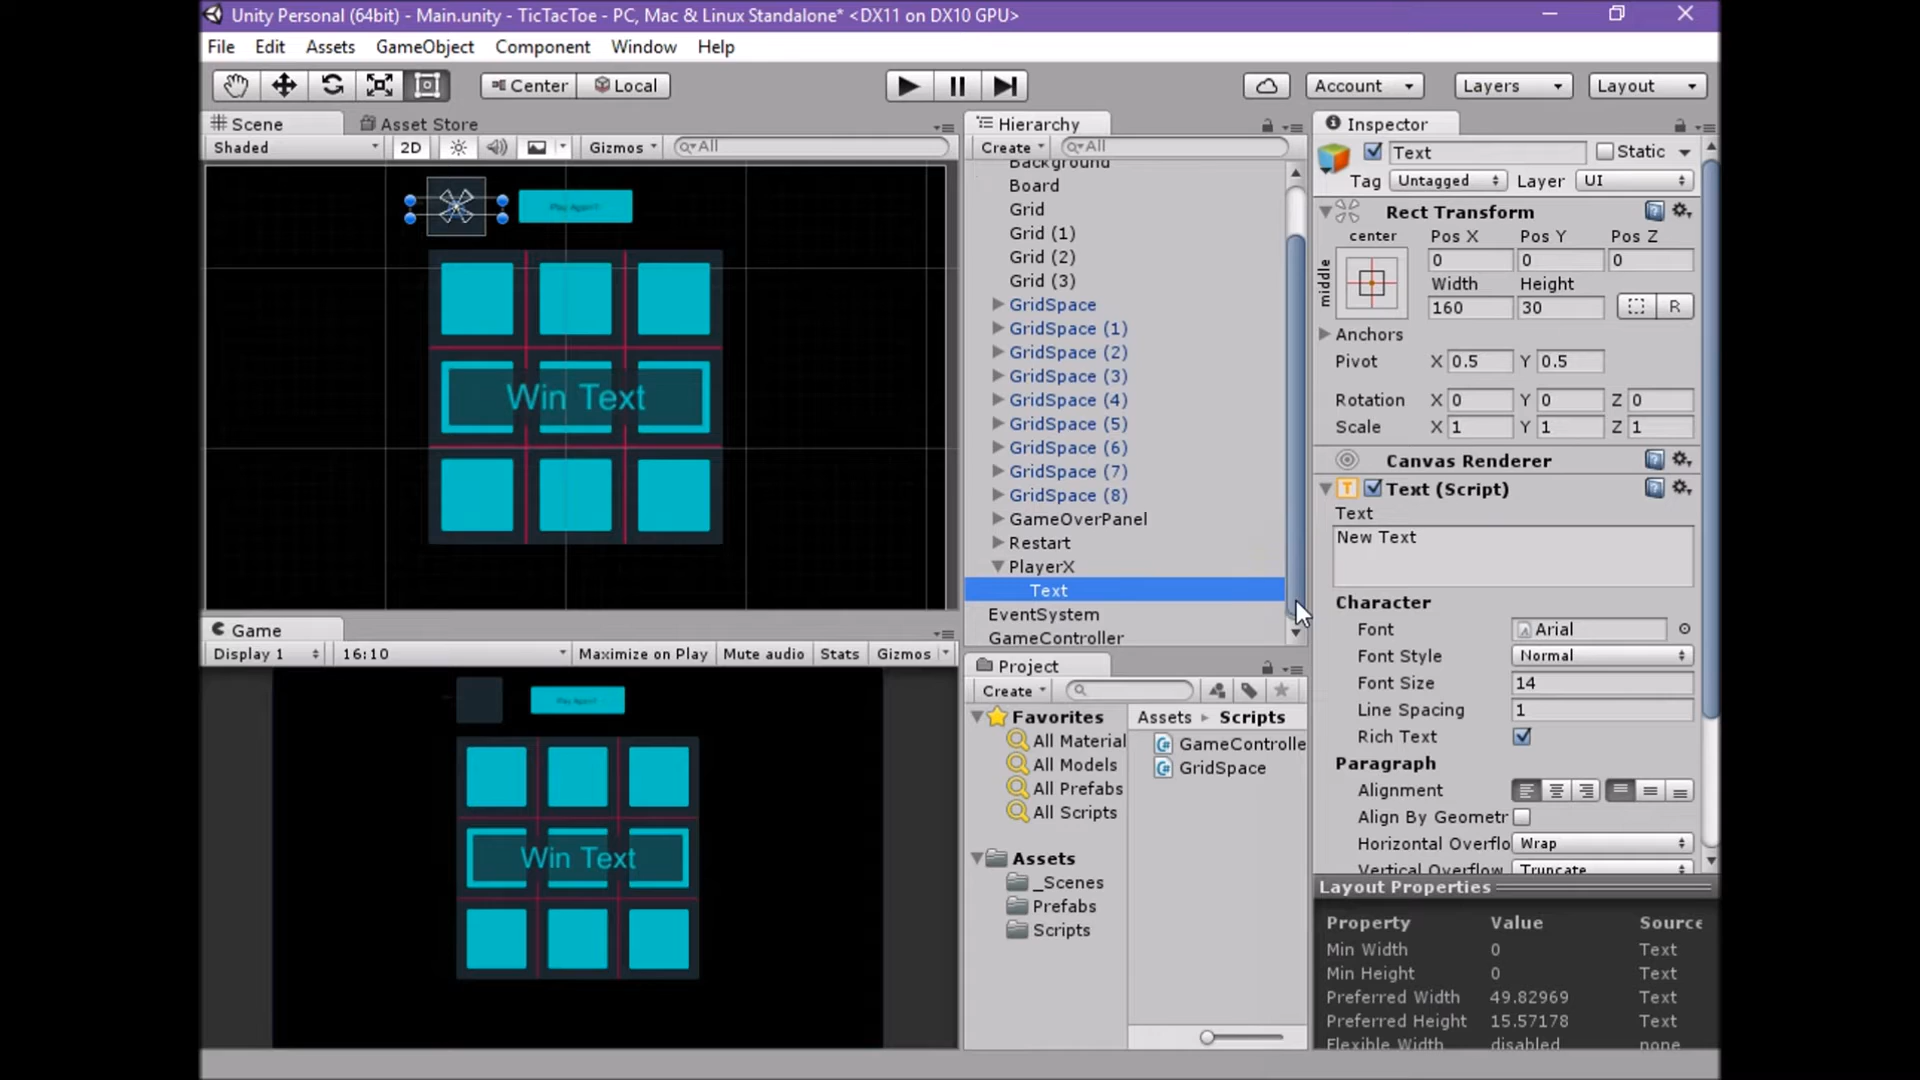 Unity Personal (64bit) - Main.unity - TicTacToe - PC, Mac & Linux Standalone* <DX11 on DX10 GPU>
File Edit Assets GameObject Component Window Help
Center Local Account Layers Layout
Scene Asset Store
Shaded 2D Gizmos All
Play Again?
Win Text
Game
Display 1 16:10 Maximize on Play Mute audio Stats Gizmos
Play Again?
Win Text
Hierarchy
Create All
Background
Board
Grid
Grid (1)
Grid (2)
Grid (3)
GridSpace
GridSpace (1)
GridSpace (2)
GridSpace (3)
GridSpace (4)
GridSpace (5)
GridSpace (6)
GridSpace (7)
GridSpace (8)
GameOverPanel
Restart
PlayerX
Text
EventSystem
GameController
Project
Create
Favorites
All Material
All Models
All Prefabs
All Scripts
Assets
_Scenes
Prefabs
Scripts
Assets Scripts
GameControlle
GridSpace
Inspector
Text Static
Tag Untagged Layer UI
Rect Transform
center Pos X Pos Y Pos Z
middle
0 0 0
Width Height
160 30 R
Anchors
Pivot X 0.5 Y 0.5
Rotation X 0 Y 0 Z 0
Scale X 1 Y 1 Z 1
Canvas Renderer
Text (Script)
Text
New Text
Character
Font Arial
Font Style Normal
Font Size 14
Line Spacing 1
Rich Text
Paragraph
Alignment
Align By Geometr
Horizontal Overflo Wrap
Vertical Overflow Truncate
Layout Properties
Property Value Source
Min Width 0 Text
Min Height 0 Text
Preferred Width 49.82969 Text
Preferred Height 15.57178 Text
Flexible Width disabled none